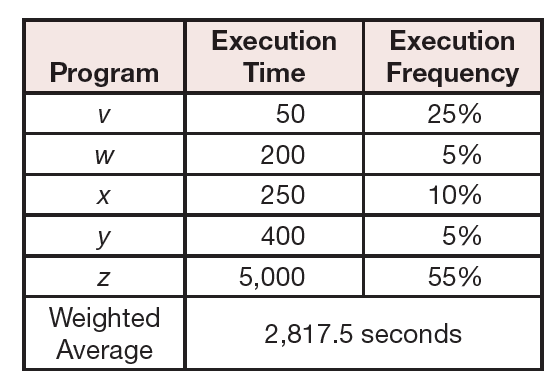 Program Execution Time Execution Frequency
v 50 25%
w 200 5%
x 250 10%
y 400 5%
z 5,000 55%
Weighted Average 2,817.5 seconds